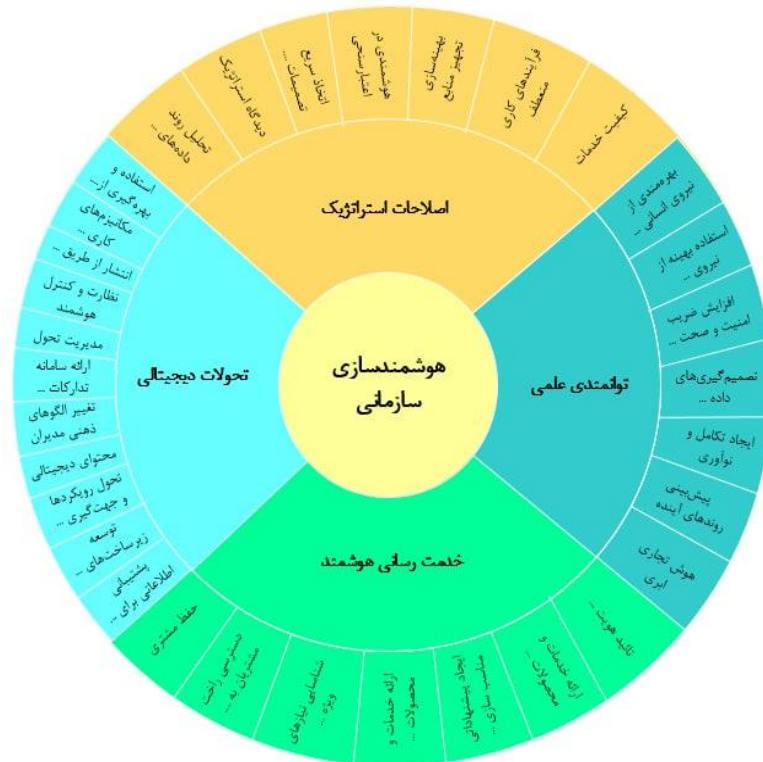 هوشمندسازی
سازمانی
اصلاحات استراتژیک
کیفیت خدمات
فرآیندهای کاری
منعطف
بهینه‌سازی
تجهیز منابع
هوشمندی در
اعتبارسنجی
اتخاذ سریع
تصمیمات ...
دیدگاه استراتژیک
تحلیل روند
داده‌های ...
توانمندی علمی
بهره‌مندی از
نیروی انسانی ...
استفاده بهینه از
نیروی ...
افزایش ضریب
امنیت و صحت ...
تصمیم‌گیری‌های
داده ...
ایجاد تکامل و
نوآوری
پیش‌بینی
روندهای آینده
هوش تجاری
ابری
خدمت رسانی هوشمند
تائید هویت ...
ارائه خدمات و
محصولات ...
ایجاد پیشنهاداتی
مناسب سازی ...
ارائه خدمات و
محصولات ...
شناسایی نیازهای
ویژه ...
دسترسی راحت
مشتریان به ...
حفظ مشتری
تحولات دیجیتالی
استفاده و
بهره‌گیری از ...
مکانیزم‌های
کاری ...
انتشار از طریق ...
نظارت و کنترل
هوشمند
مدیریت تحول
ارائه سامانه
تدارکات ...
تغییر الگوهای
ذهنی مدیران
محتوای دیجیتالی
تحول رویکردها
و جهت‌گیری ...
توسعه
زیرساخت‌های ...
پشتیبانی
اطلاعاتی برای ...